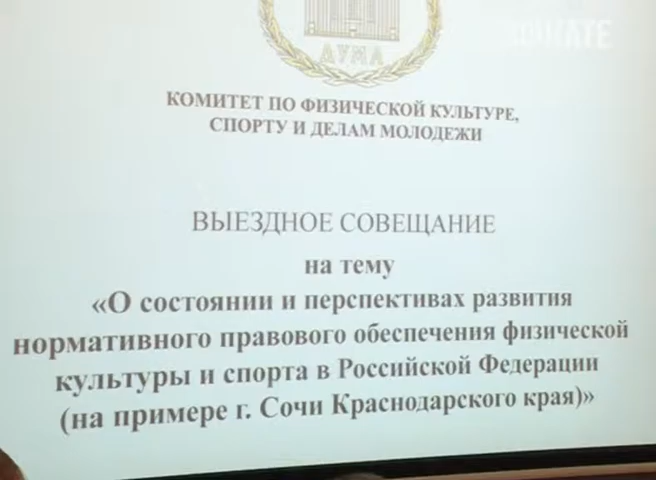 ДУМА
КОМИТЕТ ПО ФИЗИЧЕСКОЙ КУЛЬТУРЕ,
СПОРТУ И ДЕЛАМ МОЛОДЕЖИ
ВЫЕЗДНОЕ СОВЕЩАНИЕ
на тему
«О состоянии и перспективах развития
нормативного правового обеспечения физической
культуры и спорта в Российской Федерации
(на примере г. Сочи Краснодарского края)»